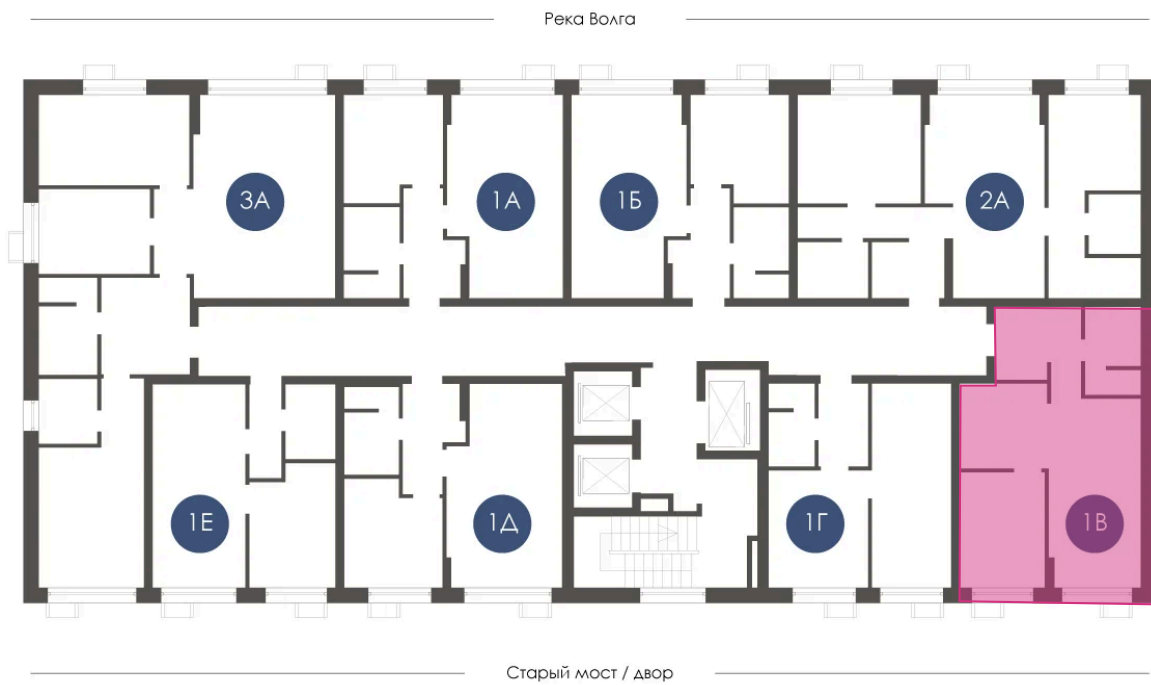 Река Волга
3А
1А
1Б
2А
1Е
1Д
1Г
1В
Старый мост / двор